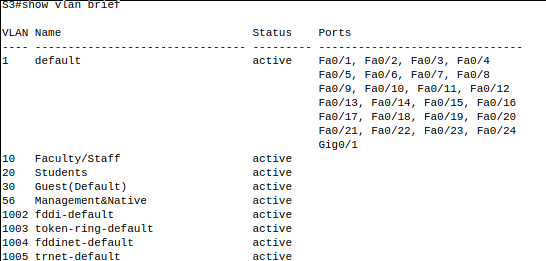 S3#show vlan brief
VLAN Name                             Status    Ports
---- -------------------------------- --------- -------------------------------
1    default                          active    Fa0/1, Fa0/2, Fa0/3, Fa0/4
                                                Fa0/5, Fa0/6, Fa0/7, Fa0/8
                                                Fa0/9, Fa0/10, Fa0/11, Fa0/12
                                                Fa0/13, Fa0/14, Fa0/15, Fa0/16
                                                Fa0/17, Fa0/18, Fa0/19, Fa0/20
                                                Fa0/21, Fa0/22, Fa0/23, Fa0/24
                                                Gig0/1
10   Faculty/Staff                    active
20   Students                         active
30   Guest(Default)                   active
56   Management&Native                active
1002 fddi-default                     active
1003 token-ring-default               active
1004 fddinet-default                  active
1005 trnet-default                    active